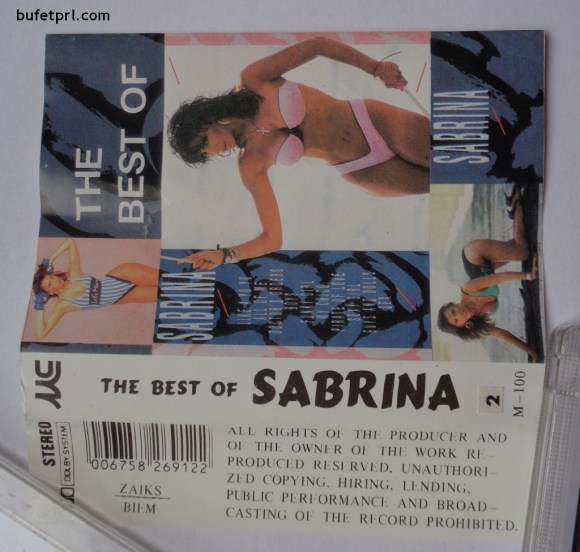 bufetprl.com
THE
BEST OF
SABRINA
SABRINA
THE BEST OF SABRINA
2
M-100
STEREO
DOLBY SYSTEM
006758 269122
ZAIKS
BIEM
ALL RIGHTS OF THE PRODUCER AND
OF THE OWNER OF THE WORK RE-
PRODUCED RESERVED, UNAUTHORI-
ZED COPYING, HIRING, LENDING,
PUBLIC PERFORMANCE AND BROAD-
CASTING OF THE RECORD PROHIBITED.